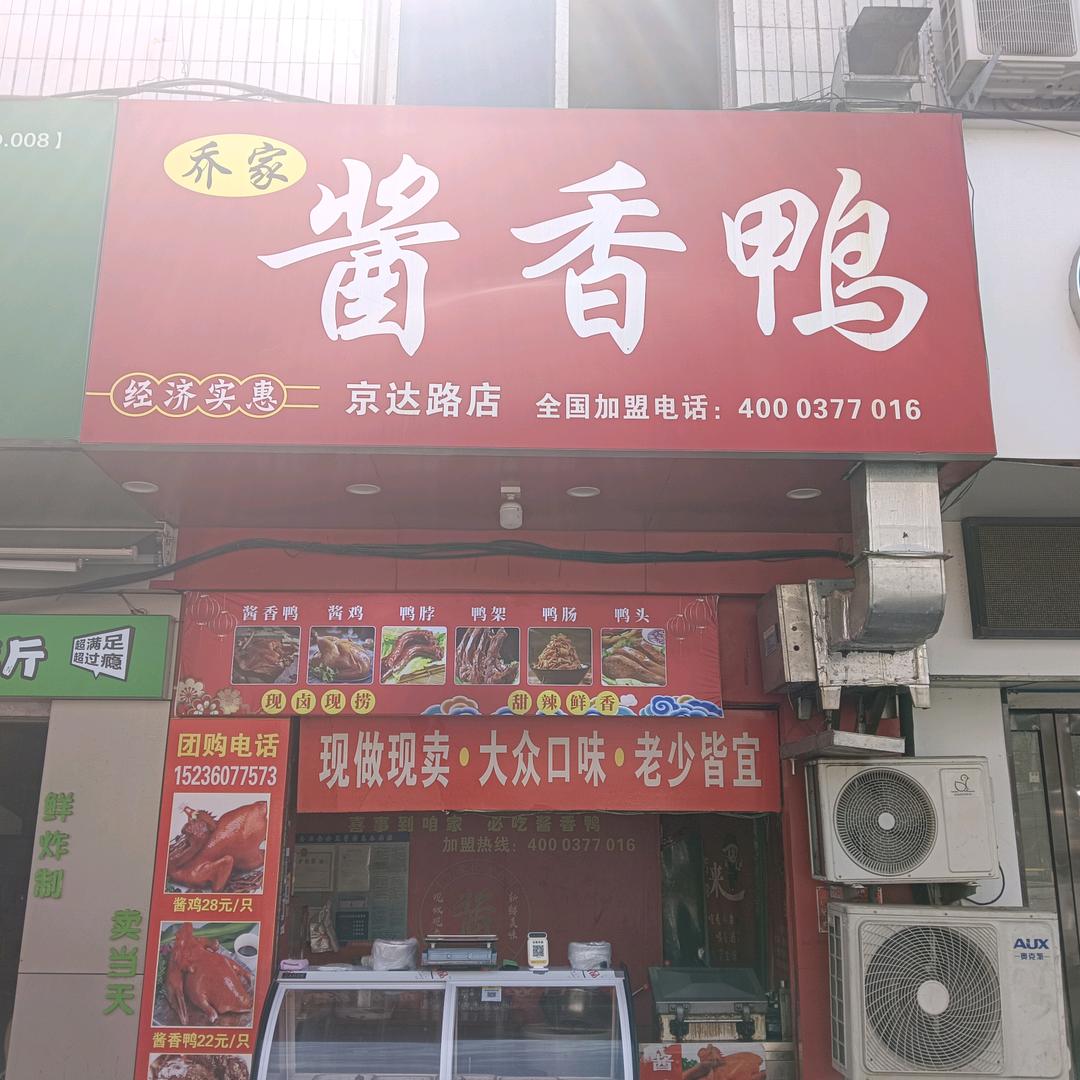 0.008】
乔家
酱香鸭
经济实惠
京达路店
全国加盟电话：400 0377 016
斤
超满足
超过瘾
酱香鸭 酱鸡 鸭脖 鸭架 鸭肠 鸭头
现卤现捞
甜辣鲜香
团购电话
15236077573
现做现卖·大众口味·老少皆宜
喜事到咱家 必吃酱香鸭
加盟热线：400 0377 016
鲜炸制
卖当天
酱鸡28元/只
酱香鸭22元/只
AUX
奥克斯
酱